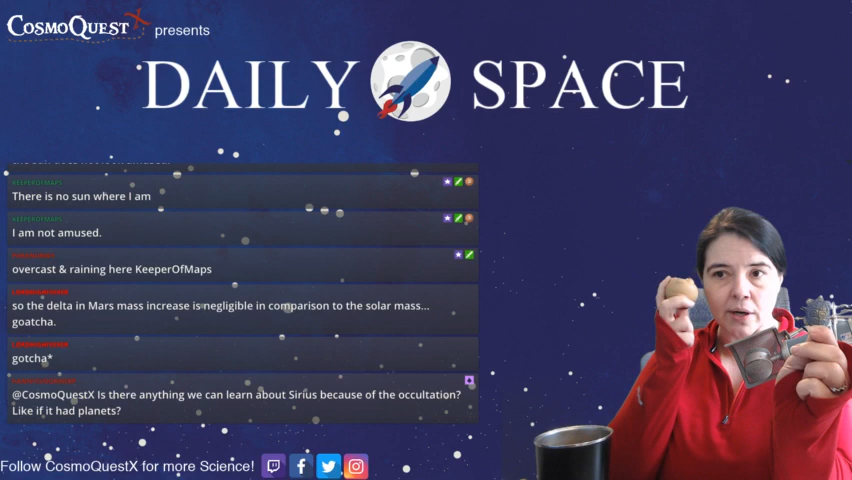 COSMOQUESTX presents
DAILY SPACE
KEEPEROFMAPS
There is no sun where I am
KEEPEROFMAPS
I am not amused.
overcast & raining here KeeperOfMaps
so the delta in Mars mass increase is negligible in comparison to the solar mass...
goatcha.
gotcha*
@CosmoQuestX Is there anything we can learn about Sirius because of the occultation?
Like if it had planets?
Follow CosmoQuestX for more Science!